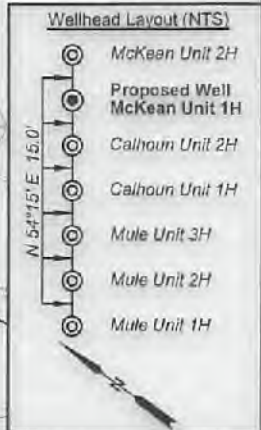 Wellhead Layout (NTS)
McKean Unit 2H
Proposed Well
McKean Unit 1H
Calhoun Unit 2H
Calhoun Unit 1H
Mule Unit 3H
Mule Unit 2H
Mule Unit 1H
N 54°15' E 15.0'
N